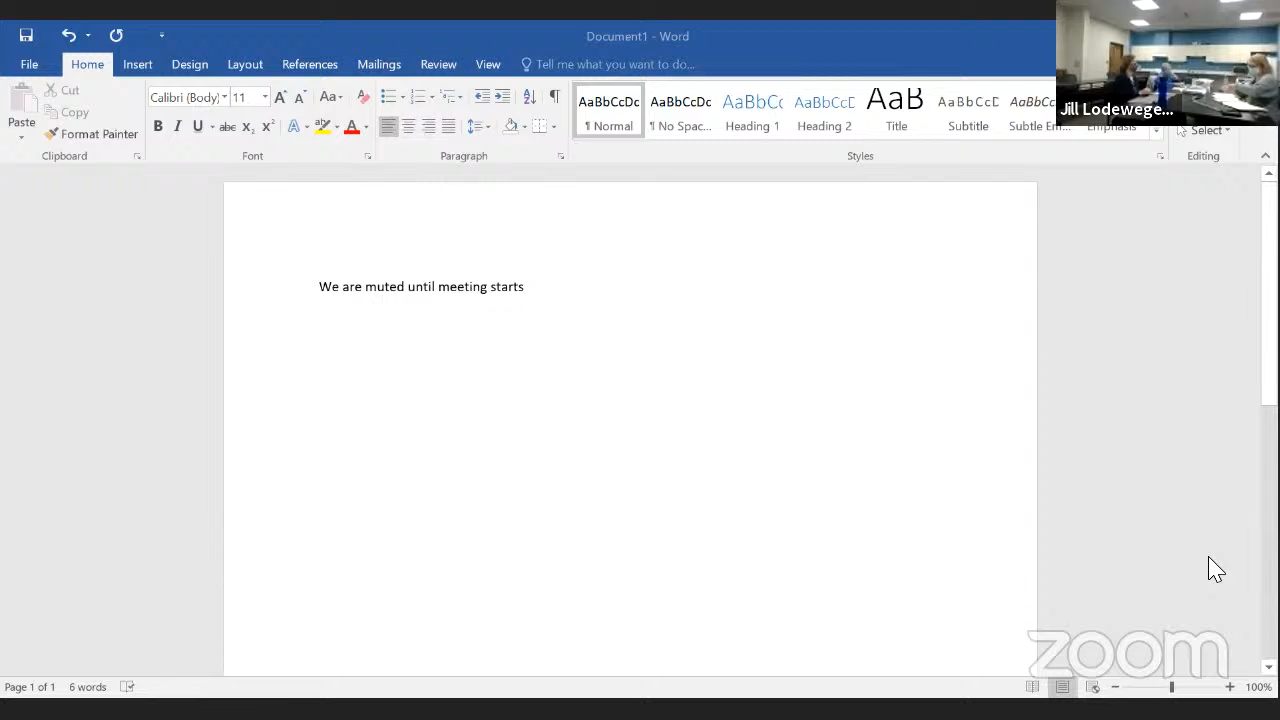 Document1 - Word
File Home Insert Design Layout References Mailings Review View Tell me what you want to do...
Jill Lodewege...
Paste
Cut
Copy
Format Painter
Clipboard
Calibri (Body) 11
Font
Paragraph
AaBbCcDc AaBbCcDc AaBbCc AaBbCcD AaB AaBbCcD AaBbCcDc
¶ Normal ¶ No Spac... Heading 1 Heading 2 Title Subtitle Subtle Em... Emphasis
Styles
Select
Editing
We are muted until meeting starts
zoom
Page 1 of 1 6 words 100%